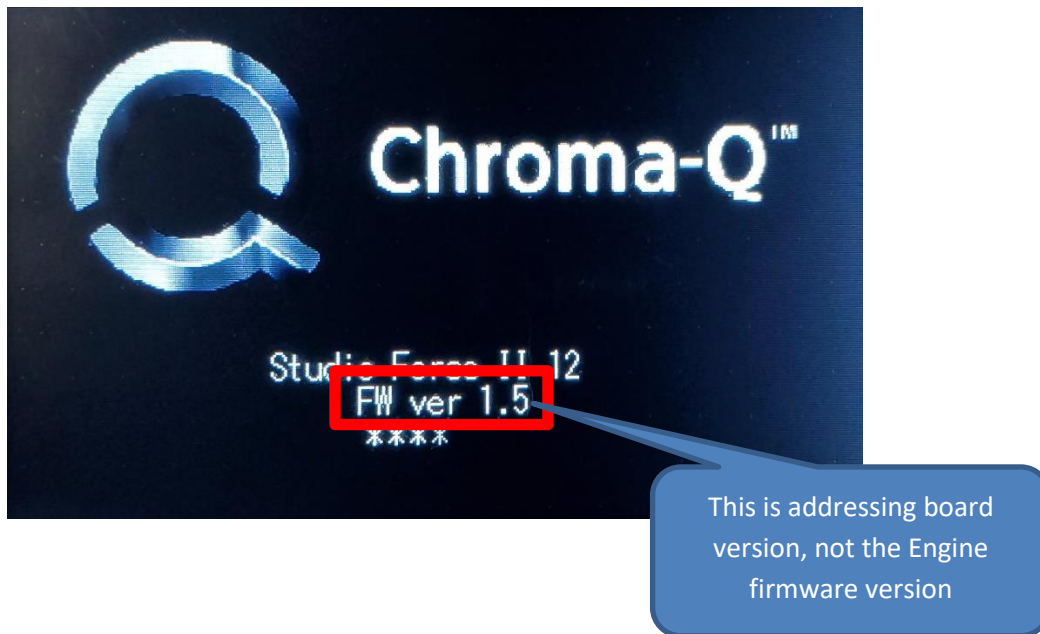 Chroma-Q™
Studio Force II 12
FW ver 1.5
****
This is addressing board
version, not the Engine
firmware version